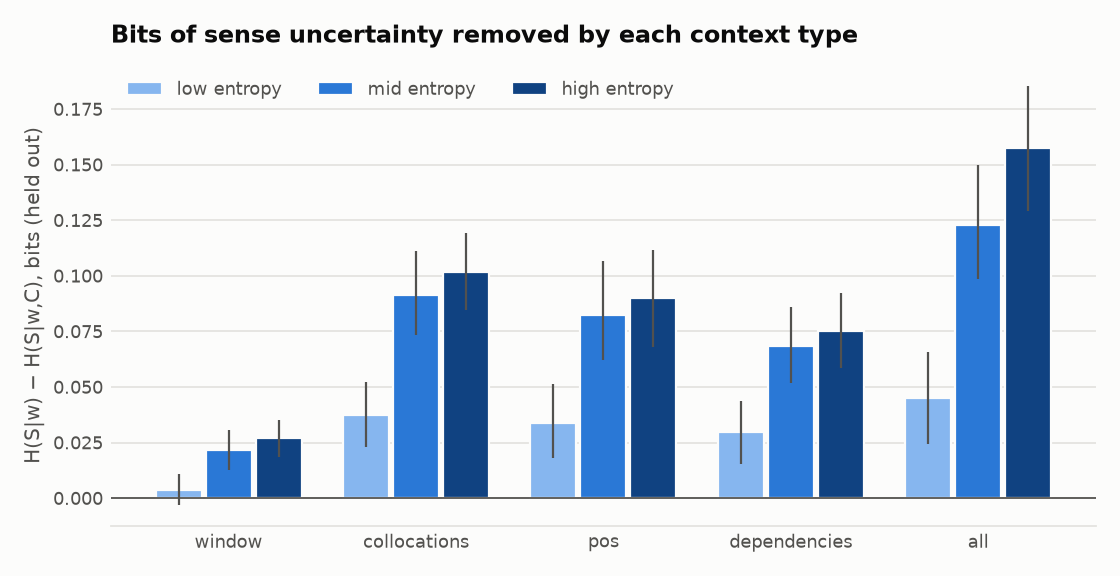 Bits of sense uncertainty removed by each context type
low entropy mid entropy high entropy
H(S|w) − H(S|w,C), bits (held out)
0.175
0.150
0.125
0.100
0.075
0.050
0.025
0.000
window collocations pos dependencies all